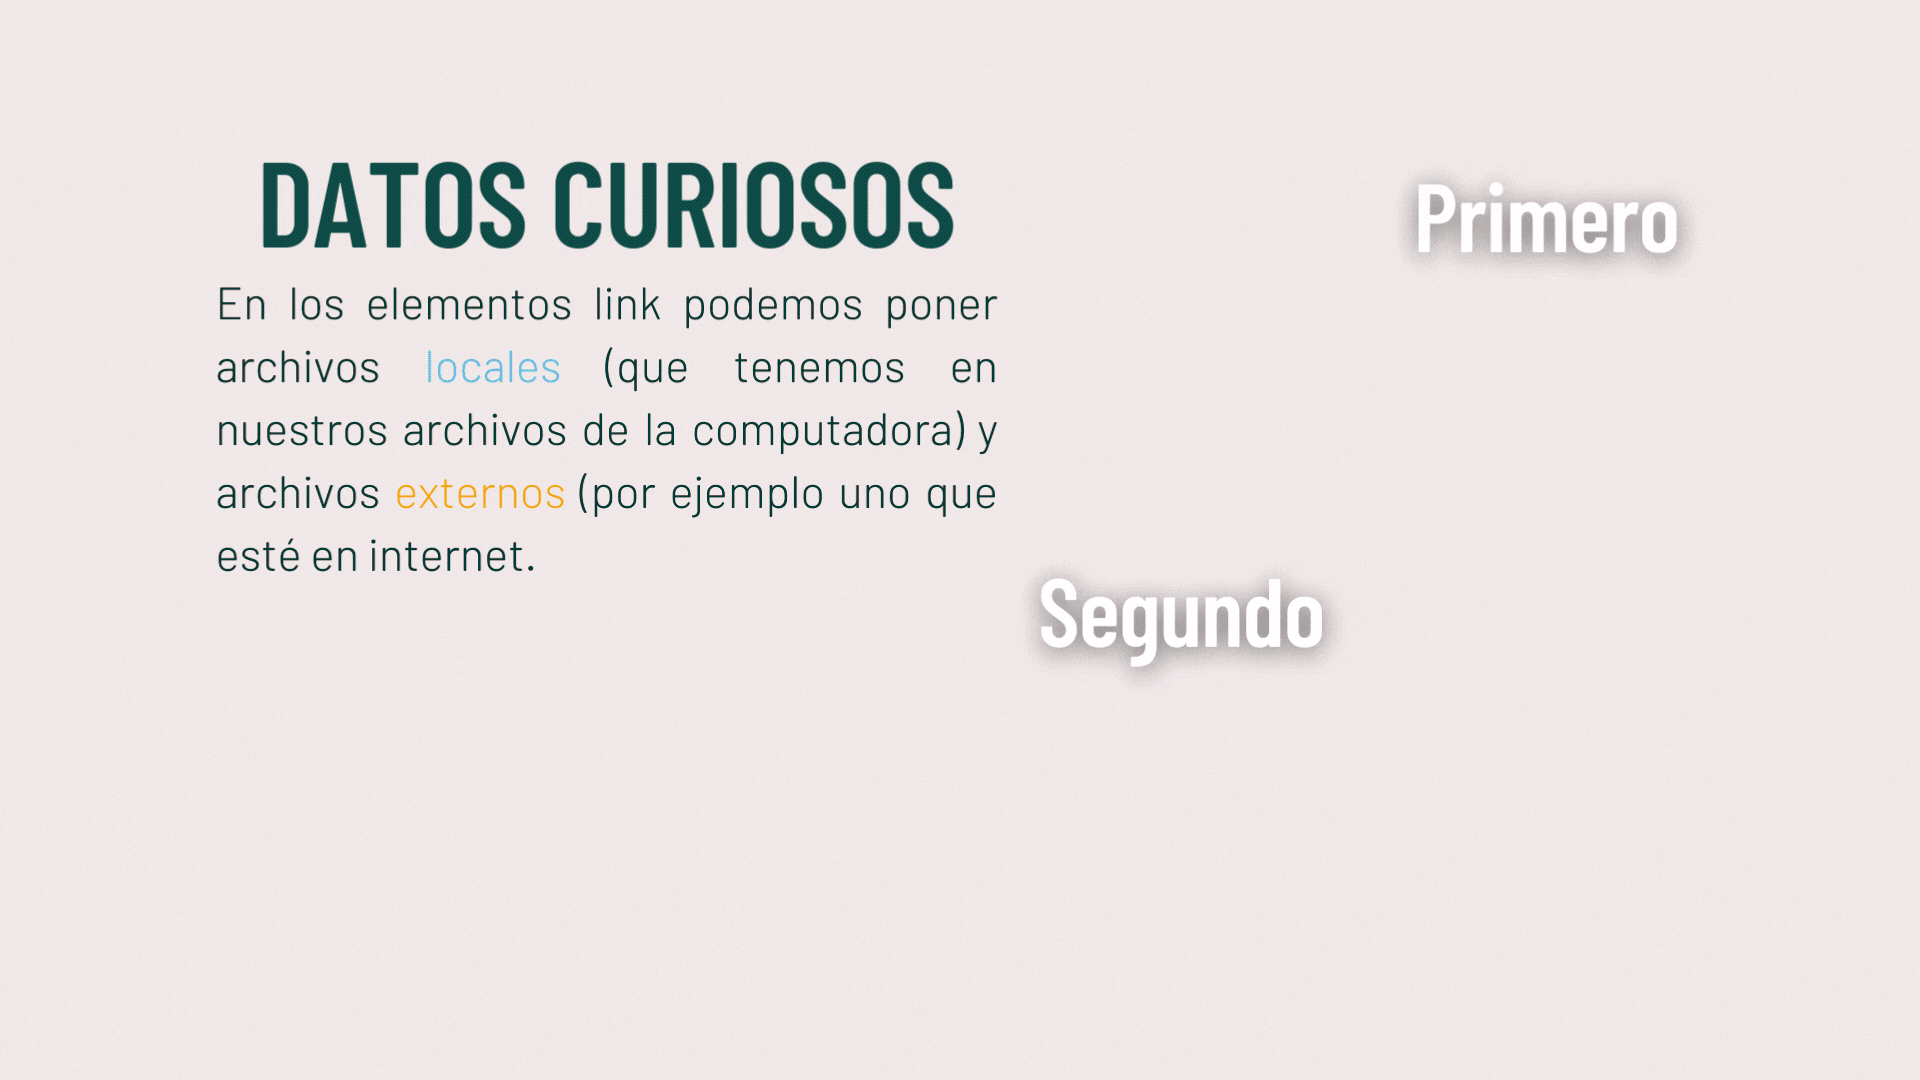 DATOS CURIOSOS
En los elementos link podemos poner
archivos locales (que tenemos en
nuestros archivos de la computadora) y
archivos externos (por ejemplo uno que
esté en internet.
Primero
Segundo